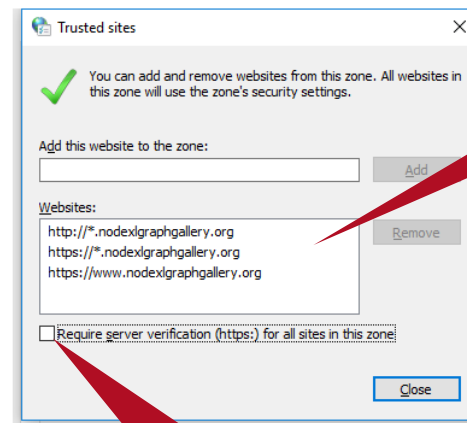 Trusted sites
You can add and remove websites from this zone. All websites in
this zone will use the zone's security settings.
Add this website to the zone:
Add
Websites:
http://*.nodexlgraphgallery.org
https://*.nodexlgraphgallery.org
https://www.nodexlgraphgallery.org
Remove
Require server verification (https:) for all sites in this zone
Close